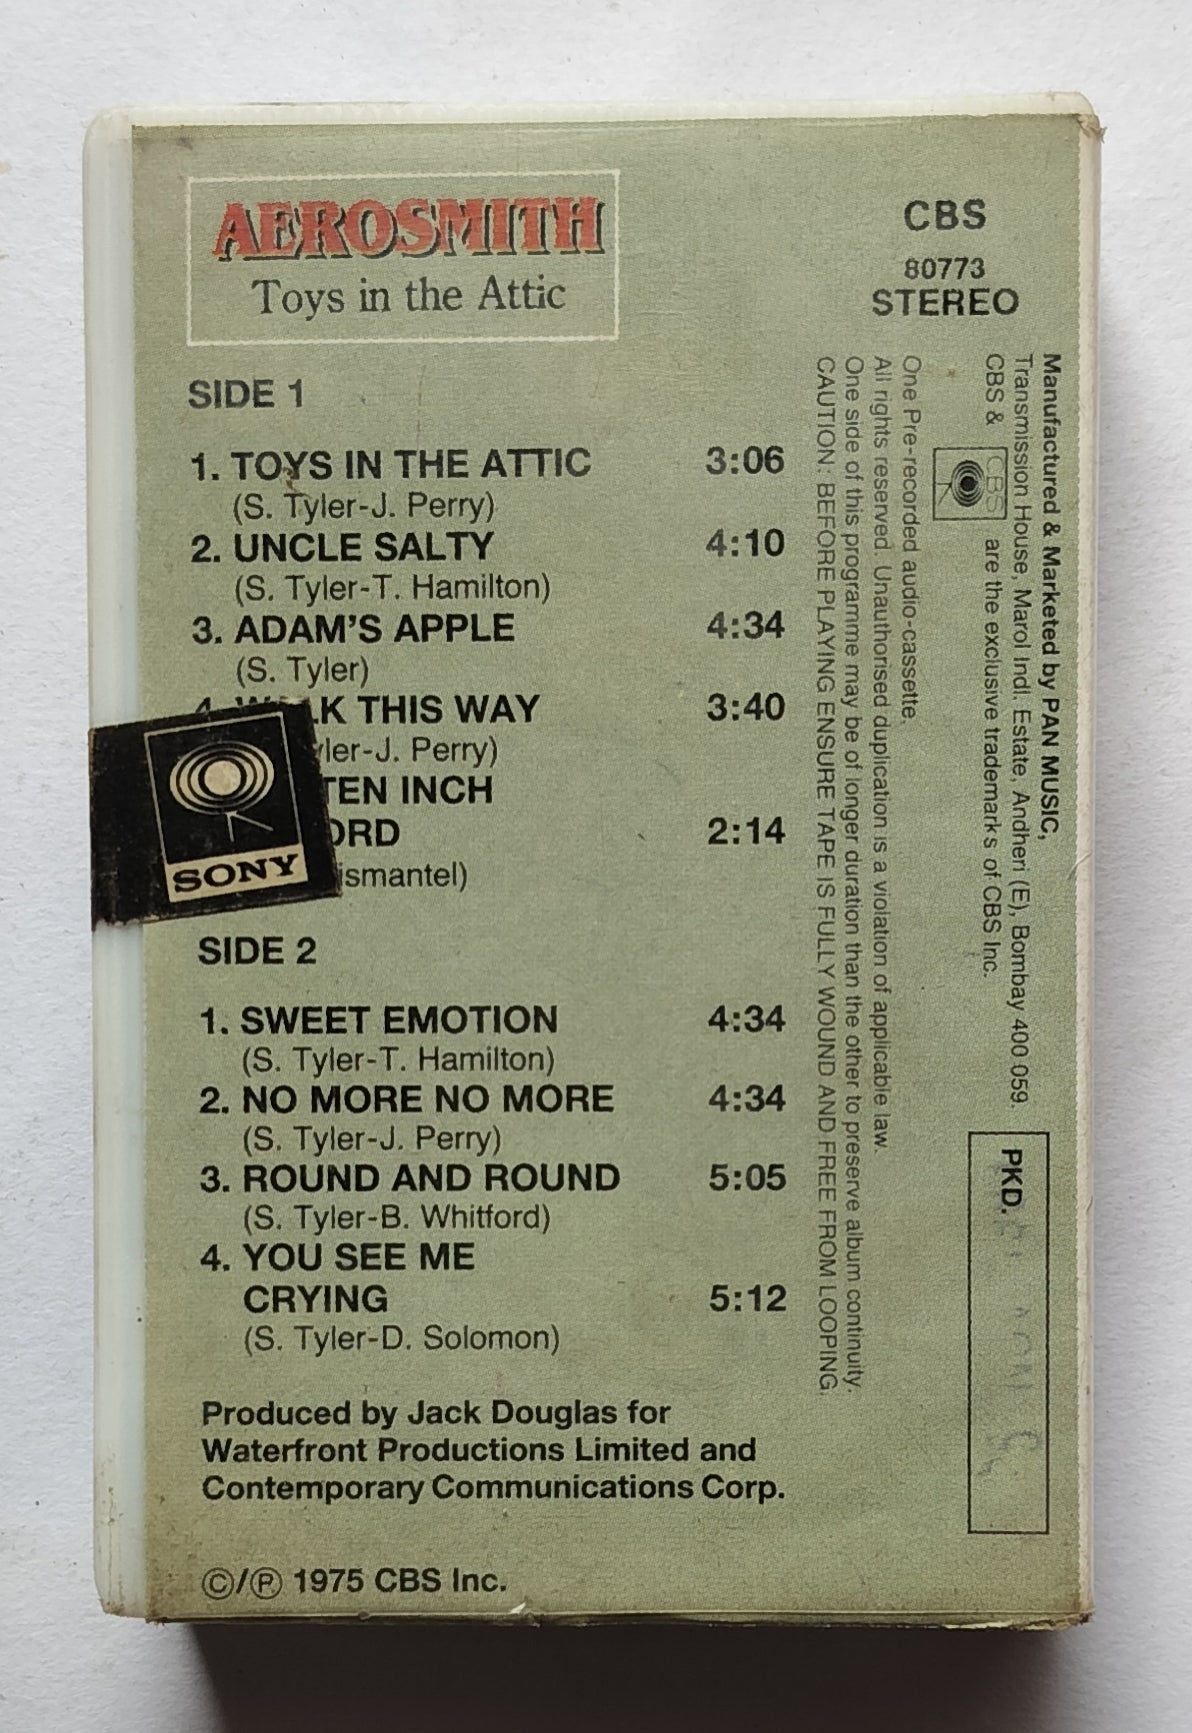 AEROSMITH
Toys in the Attic
CBS
80773
STEREO
SIDE 1
1. TOYS IN THE ATTIC 3:06
(S. Tyler-J. Perry)
2. UNCLE SALTY 4:10
(S. Tyler-T. Hamilton)
3. ADAM'S APPLE 4:34
(S. Tyler)
4. WALK THIS WAY 3:40
ler-J. Perry)
TEN INCH
ORD 2:14
ismantel)
SONY
SIDE 2
1. SWEET EMOTION 4:34
(S. Tyler-T. Hamilton)
2. NO MORE NO MORE 4:34
(S. Tyler-J. Perry)
3. ROUND AND ROUND 5:05
(S. Tyler-B. Whitford)
4. YOU SEE ME
CRYING 5:12
(S. Tyler-D. Solomon)
Produced by Jack Douglas for
Waterfront Productions Limited and
Contemporary Communications Corp.
©/℗ 1975 CBS Inc.
Manufactured & Marketed by PAN MUSIC,
Transmission House, Marol Indl. Estate, Andheri (E), Bombay 400 059.
CBS & CBS are the exclusive trademarks of CBS Inc.
One Pre-recorded audio-cassette.
All rights reserved. Unauthorised duplication is a violation of applicable law.
One side of this programme may be of longer duration than the other to preserve album continuity.
CAUTION: BEFORE PLAYING ENSURE TAPE IS FULLY WOUND AND FREE FROM LOOPING.
PKD.